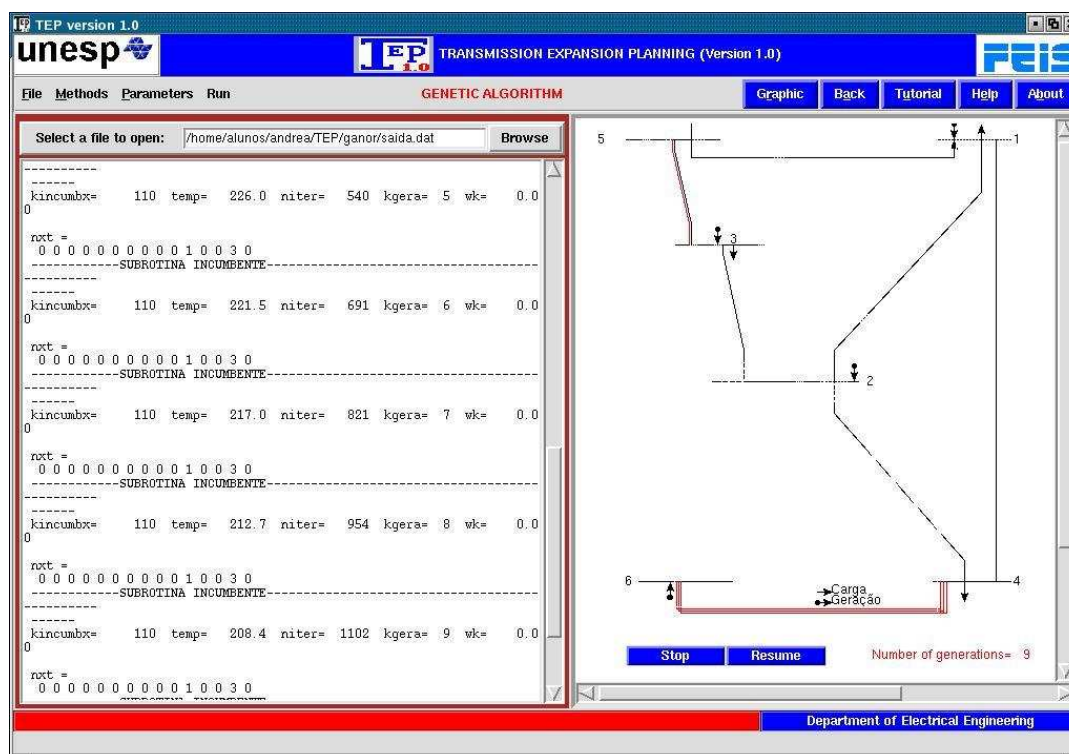 TEP version 1.0
unesp
TEP 1.0
TRANSMISSION EXPANSION PLANNING (Version 1.0)
FEIS
File Methods Parameters Run
GENETIC ALGORITHM
Graphic Back Tutorial Help About
Select a file to open: /home/alunos/andrea/TEP/ganor/saida.dat Browse
----------
------
kincumbx= 110 temp= 226.0 niter= 540 kgera= 5 wk= 0.0
0
nxt =
0 0 0 0 0 0 0 0 0 0 1 0 0 3 0
----------SUBROTINA INCUMBENTE------------------------------
----------
------
kincumbx= 110 temp= 221.5 niter= 691 kgera= 6 wk= 0.0
0
nxt =
0 0 0 0 0 0 0 0 0 0 1 0 0 3 0
----------SUBROTINA INCUMBENTE------------------------------
----------
------
kincumbx= 110 temp= 217.0 niter= 821 kgera= 7 wk= 0.0
0
nxt =
0 0 0 0 0 0 0 0 0 0 1 0 0 3 0
----------SUBROTINA INCUMBENTE------------------------------
----------
------
kincumbx= 110 temp= 212.7 niter= 954 kgera= 8 wk= 0.0
0
nxt =
0 0 0 0 0 0 0 0 0 0 1 0 0 3 0
----------SUBROTINA INCUMBENTE------------------------------
----------
------
kincumbx= 110 temp= 208.4 niter= 1102 kgera= 9 wk= 0.0
0
nxt =
0 0 0 0 0 0 0 0 0 0 1 0 0 3 0
5
1
3
2
6
4
Carga
Geração
Stop Resume
Number of generations= 9
Department of Electrical Engineering